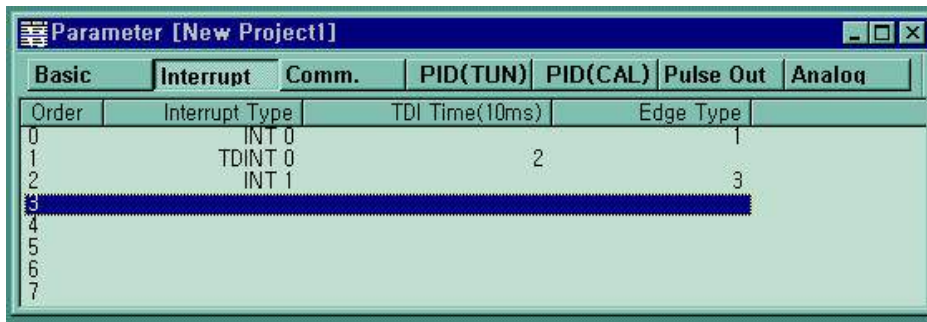 Parameter [New Project1]
Basic Interrupt Comm. PID(TUN) PID(CAL) Pulse Out Analog
Order Interrupt Type TDI Time(10ms) Edge Type
0 INT 0 1
1 TDINT 0 2
2 INT 1 3
3
4
5
6
7